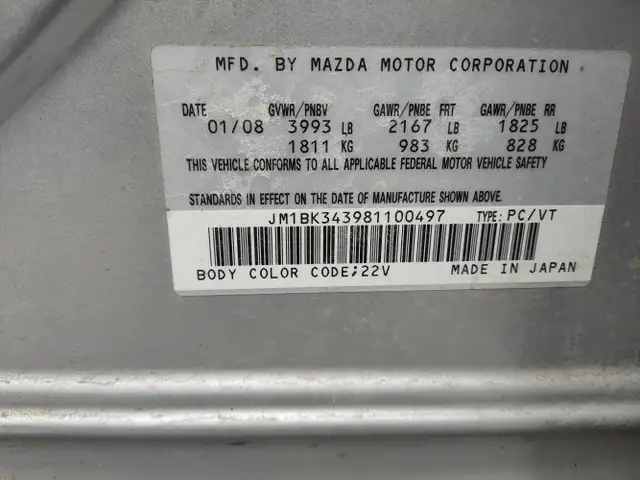 MFD. BY MAZDA MOTOR CORPORATION
DATE GVWR/PNBV GAWR/PNBE FRT GAWR/PNBE RR
01/08 3993 LB 2167 LB 1825 LB
1811 KG 983 KG 828 KG
THIS VEHICLE CONFORMS TO ALL APPLICABLE FEDERAL MOTOR VEHICLE SAFETY
STANDARDS IN EFFECT ON THE DATE OF MANUFACTURE SHOWN ABOVE.
JM1BK343981100497 TYPE: PC/VT
BODY COLOR CODE;22V MADE IN JAPAN